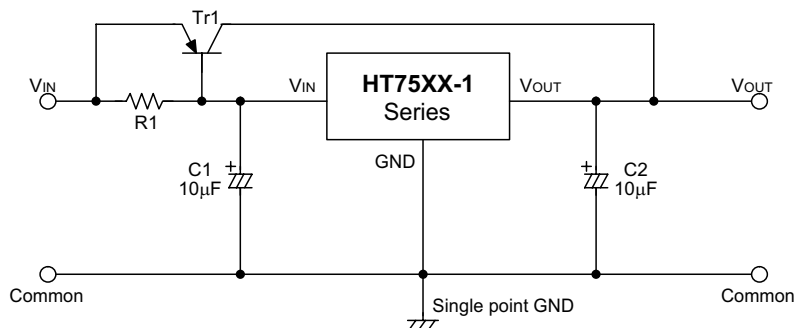 Tr1
VIN
R1
VIN
HT75XX-1
Series
VOUT
VOUT
GND
C1
10μF
C2
10μF
Common
Single point GND
Common